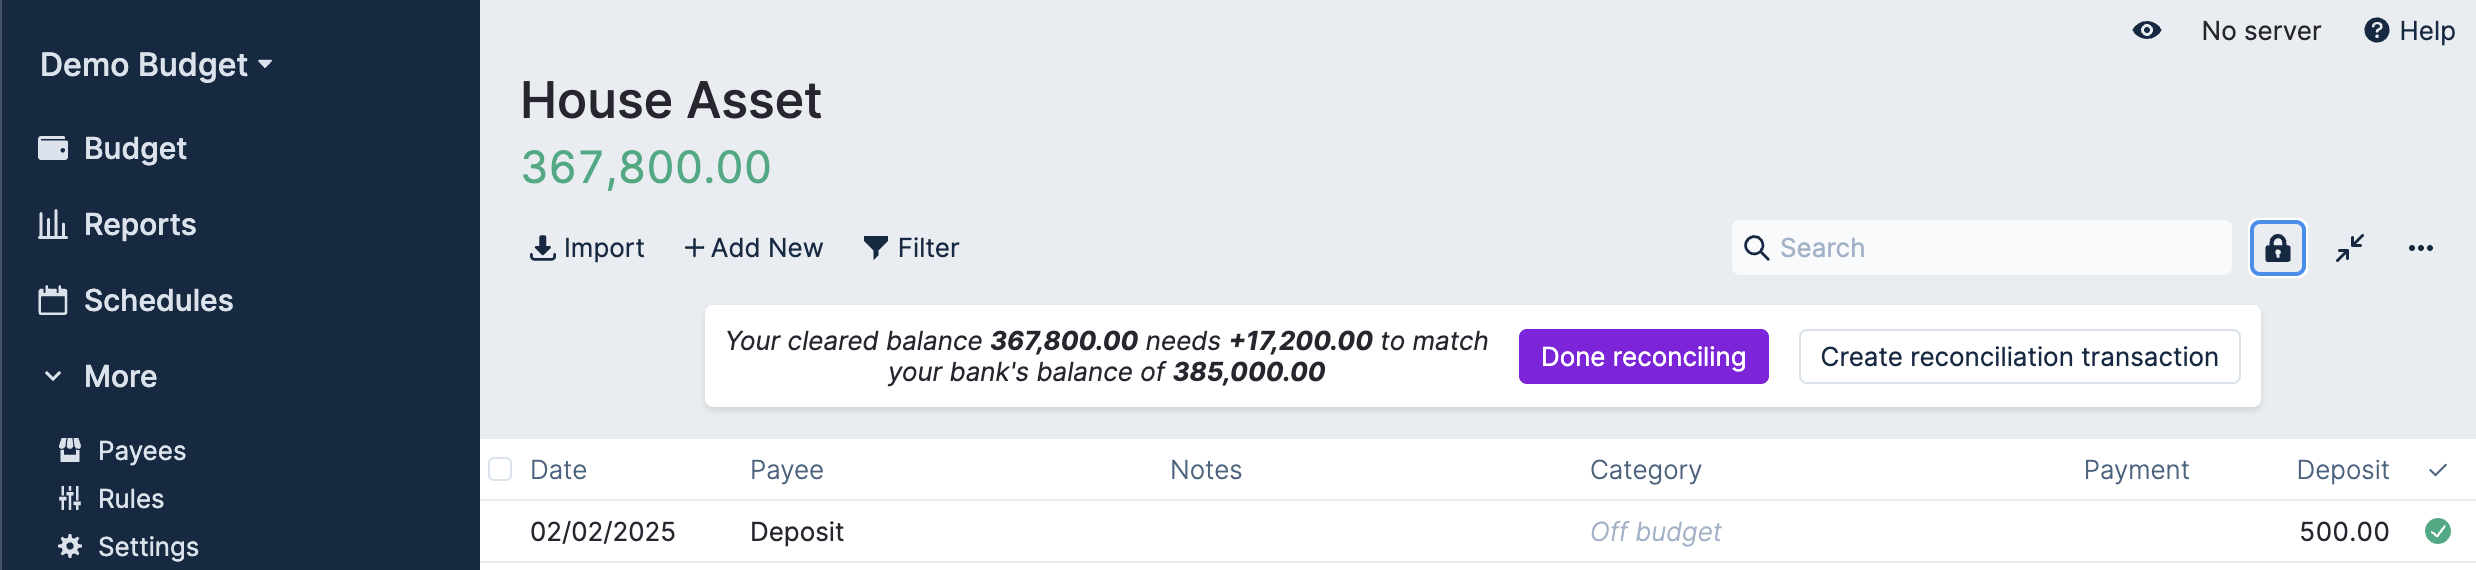 Demo Budget
Budget
Reports
Schedules
More
Payees
Rules
Settings
No server
Help
House Asset
367,800.00
Import
Add New
Filter
Search
Your cleared balance 367,800.00 needs +17,200.00 to match
your bank's balance of 385,000.00
Done reconciling
Create reconciliation transaction
Date Payee Notes Category Payment Deposit
02/02/2025 Deposit Off budget 500.00